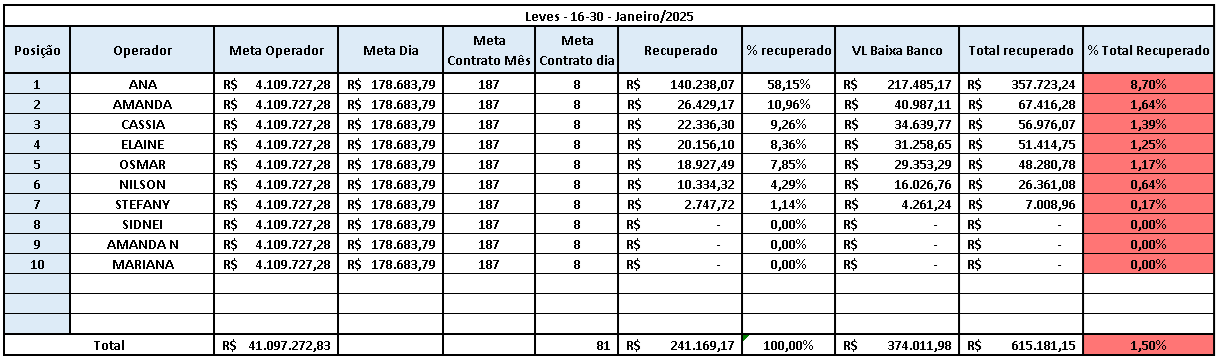 Leves - 16-30 - Janeiro/2025
Posição Operador Meta Operador Meta Dia Meta Contrato Mês Meta Contrato dia Recuperado % recuperado VL Baixa Banco Total recuperado % Total Recuperado
1 ANA R$ 4.109.727,28 R$ 178.683,79 187 8 R$ 140.238,07 58,15% R$ 217.485,17 R$ 357.723,24 8,70%
2 AMANDA R$ 4.109.727,28 R$ 178.683,79 187 8 R$ 26.429,17 10,96% R$ 40.987,11 R$ 67.416,28 1,64%
3 CASSIA R$ 4.109.727,28 R$ 178.683,79 187 8 R$ 22.336,30 9,26% R$ 34.639,77 R$ 56.976,07 1,39%
4 ELAINE R$ 4.109.727,28 R$ 178.683,79 187 8 R$ 20.156,10 8,36% R$ 31.258,65 R$ 51.414,75 1,25%
5 OSMAR R$ 4.109.727,28 R$ 178.683,79 187 8 R$ 18.927,49 7,85% R$ 29.353,29 R$ 48.280,78 1,17%
6 NILSON R$ 4.109.727,28 R$ 178.683,79 187 8 R$ 10.334,32 4,29% R$ 16.026,76 R$ 26.361,08 0,64%
7 STEFANY R$ 4.109.727,28 R$ 178.683,79 187 8 R$ 2.747,72 1,14% R$ 4.261,24 R$ 7.008,96 0,17%
8 SIDNEI R$ 4.109.727,28 R$ 178.683,79 187 8 R$ - 0,00% R$ - R$ - 0,00%
9 AMANDA N R$ 4.109.727,28 R$ 178.683,79 187 8 R$ - 0,00% R$ - R$ - 0,00%
10 MARIANA R$ 4.109.727,28 R$ 178.683,79 187 8 R$ - 0,00% R$ - R$ - 0,00%
Total R$ 41.097.272,83 81 R$ 241.169,17 100,00% R$ 374.011,98 R$ 615.181,15 1,50%